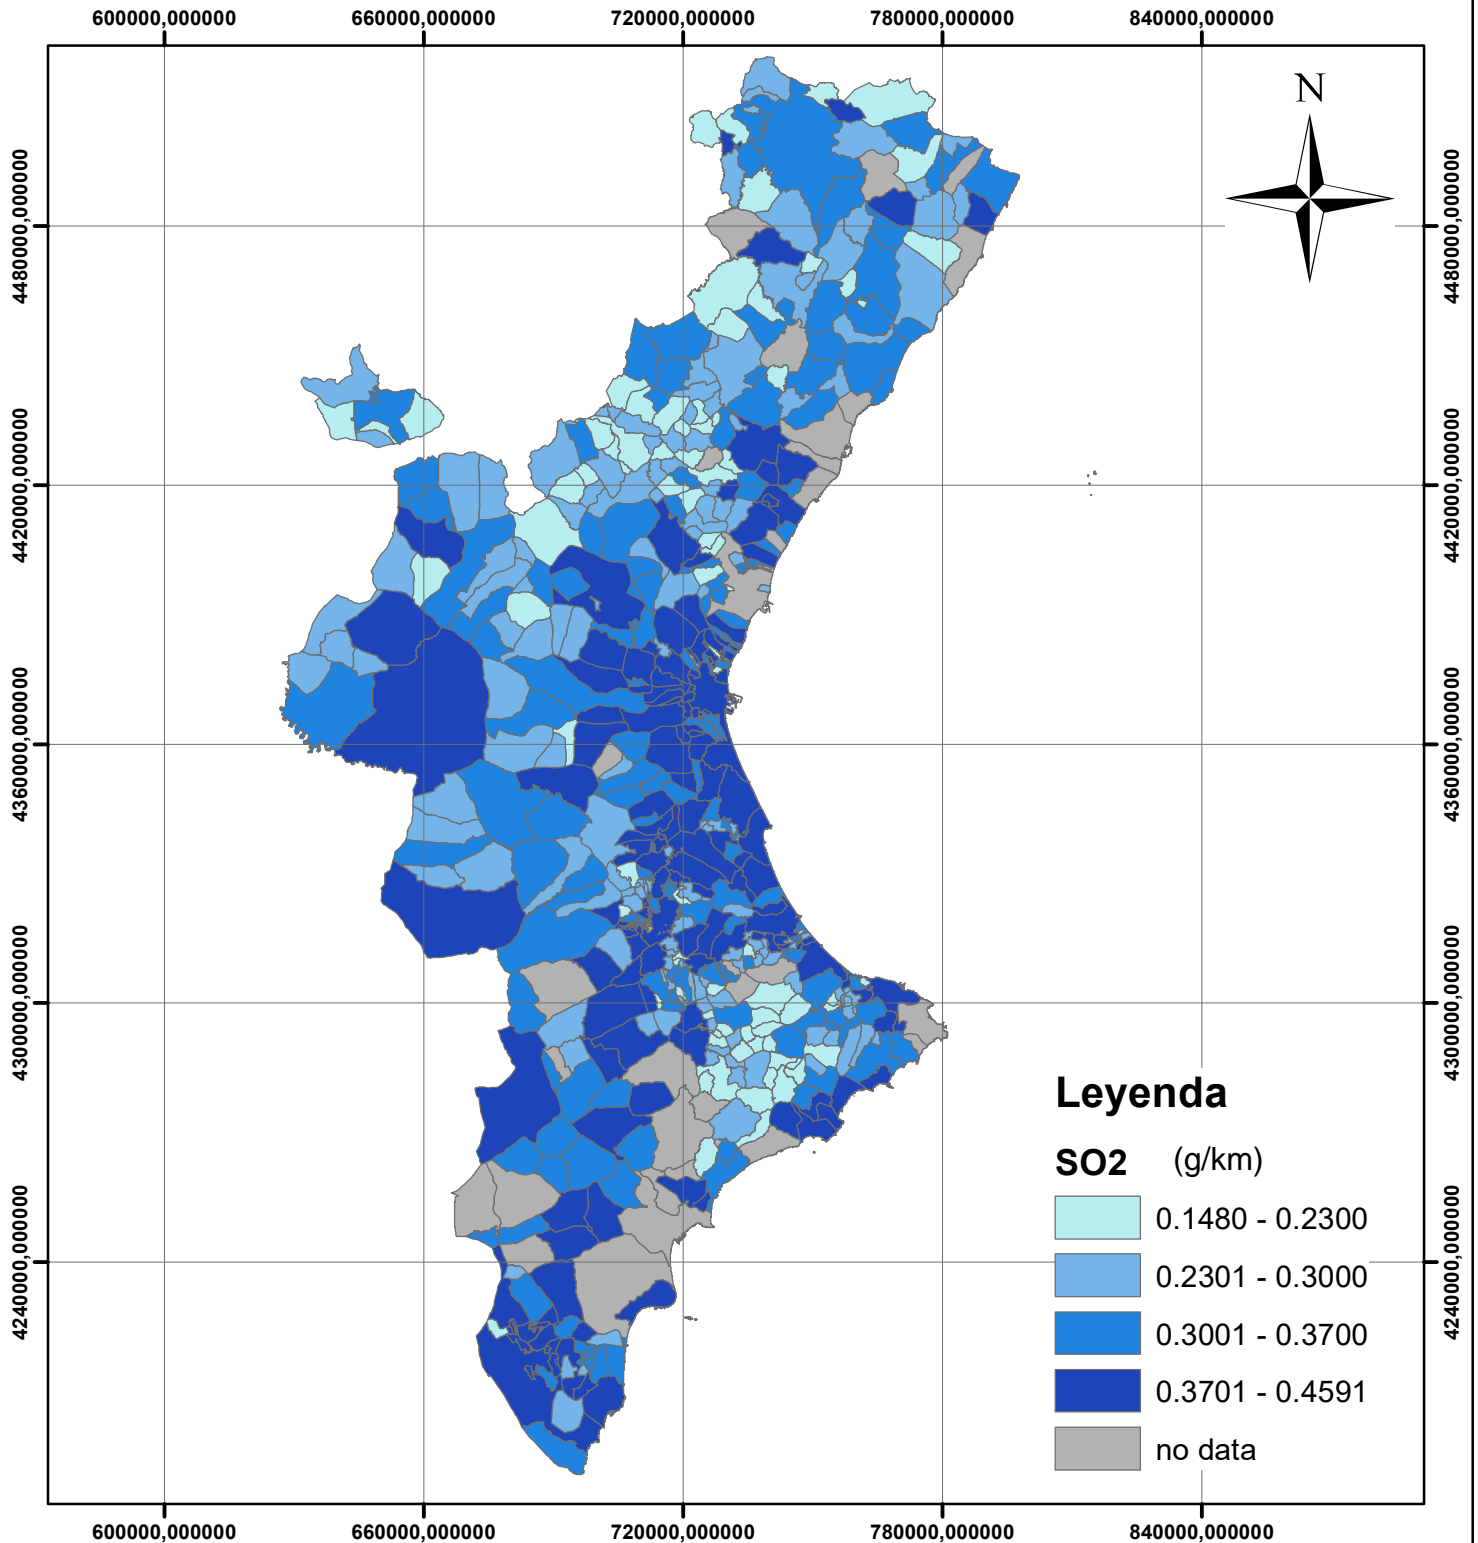 600000,000000 660000,000000 720000,000000 780000,000000 840000,000000
N
4480000,000000 4480000,000000
4420000,000000 4420000,000000
4360000,000000 4360000,000000
4300000,000000 4300000,000000
Leyenda
SO2 (g/km)
0.1480 - 0.2300
0.2301 - 0.3000
4240000,000000 4240000,000000
0.3001 - 0.3700
0.3701 - 0.4591
no data
600000,000000 660000,000000 720000,000000 780000,000000 840000,000000